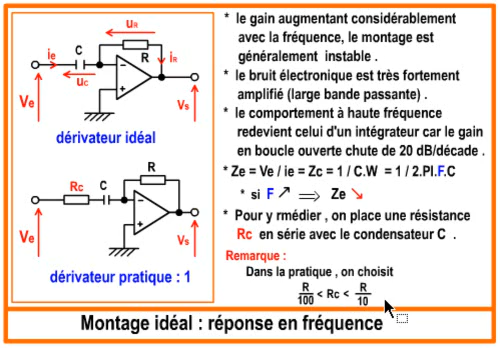 uR
ie
C
R
iR
uC
Ve
Vs
dérivateur idéal
R
Rc
C
Ve
Vs
dérivateur pratique : 1
* le gain augmentant considérablement
avec la fréquence, le montage est
généralement instable .
* le bruit électronique est très fortement
amplifié (large bande passante) .
* le comportement à haute fréquence
redevient celui d'un intégrateur car le gain
en boucle ouverte chute de 20 dB/décade .
* Ze = Ve / ie = Zc = 1 / C.W = 1 / 2.PI.F.C
* si F ↗ ⟹ Ze ↘
* Pour y rmédier , on place une résistance
Rc en série avec le condensateur C .
Remarque :
Dans la pratique , on choisit
R/100 < Rc < R/10
Montage idéal : réponse en fréquence